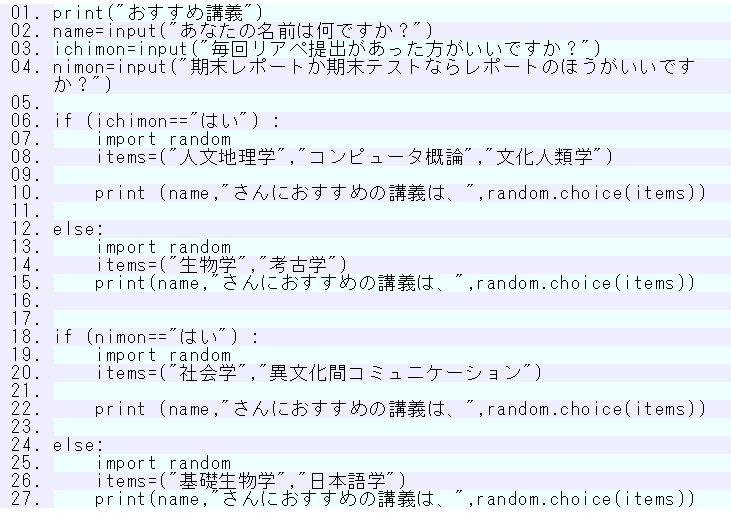 01. print("おすすめ講義")
02. name=input("あなたの名前は何ですか？")
03. ichimon=input("毎回リアペ提出があった方がいいですか？")
04. nimon=input("期末レポートか期末テストならレポートのほうがいいです
か？")
05.
06. if (ichimon=="はい") :
07.     import random
08.     items=("人文地理学","コンピュータ概論","文化人類学")
09.
10.     print (name,"さんにおすすめの講義は、",random.choice(items))
11.
12. else:
13.     import random
14.     items=("生物学","考古学")
15.     print(name,"さんにおすすめの講義は、",random.choice(items))
16.
17.
18. if (nimon=="はい") :
19.     import random
20.     items=("社会学","異文化間コミュニケーション")
21.
22.     print (name,"さんにおすすめの講義は、",random.choice(items))
23.
24. else:
25.     import random
26.     items=("基礎生物学","日本語学")
27.     print(name,"さんにおすすめの講義は、",random.choice(items))